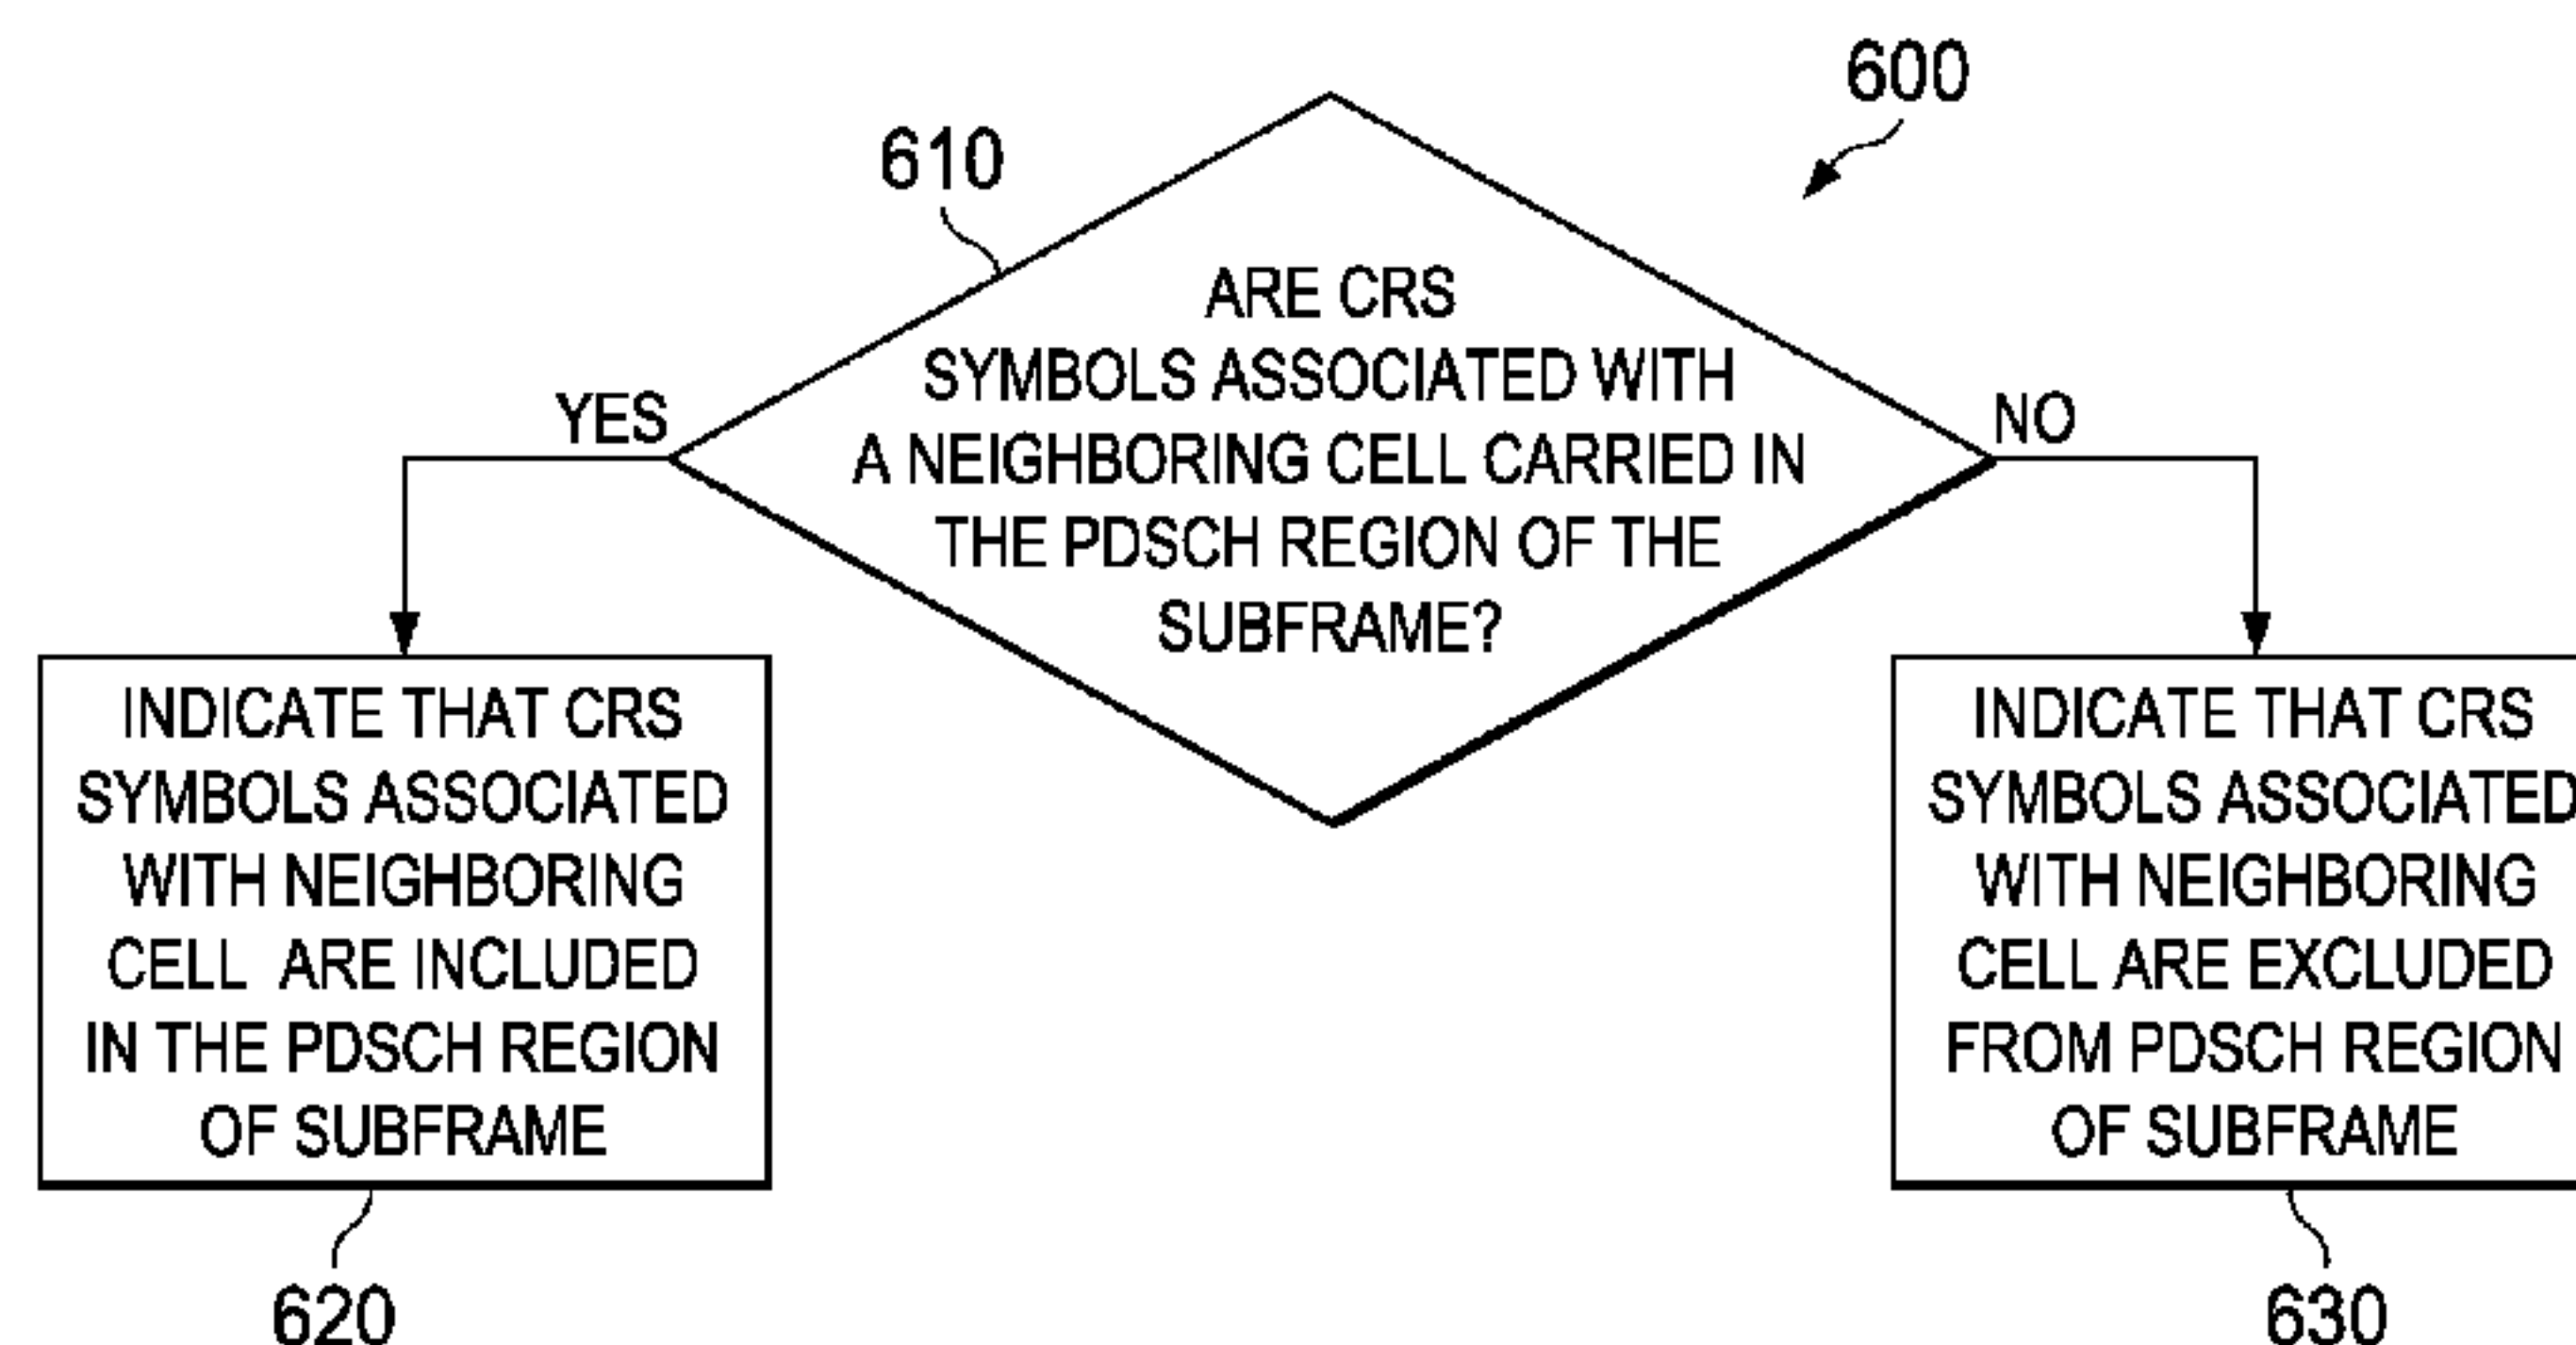 600
610
ARE CRS
SYMBOLS ASSOCIATED WITH
A NEIGHBORING CELL CARRIED IN
THE PDSCH REGION OF THE
SUBFRAME?
YES
NO
INDICATE THAT CRS
SYMBOLS ASSOCIATED
WITH NEIGHBORING
CELL ARE INCLUDED
IN THE PDSCH REGION
OF SUBFRAME
620
INDICATE THAT CRS
SYMBOLS ASSOCIATED
WITH NEIGHBORING
CELL ARE EXCLUDED
FROM PDSCH REGION
OF SUBFRAME
630